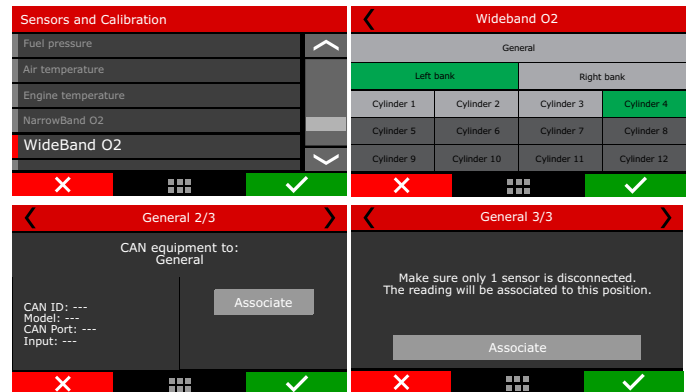 Sensors and Calibration
Fuel pressure
Air temperature
Engine temperature
NarrowBand O2
WideBand O2
Wideband O2
General
Left bank
Right bank
Cylinder 1
Cylinder 2
Cylinder 3
Cylinder 4
Cylinder 5
Cylinder 6
Cylinder 7
Cylinder 8
Cylinder 9
Cylinder 10
Cylinder 11
Cylinder 12
General 2/3
CAN equipment to:
General
CAN ID: ---
Model: ---
CAN Port: ---
Input: ---
Associate
General 3/3
Make sure only 1 sensor is disconnected.
The reading will be associated to this position.
Associate